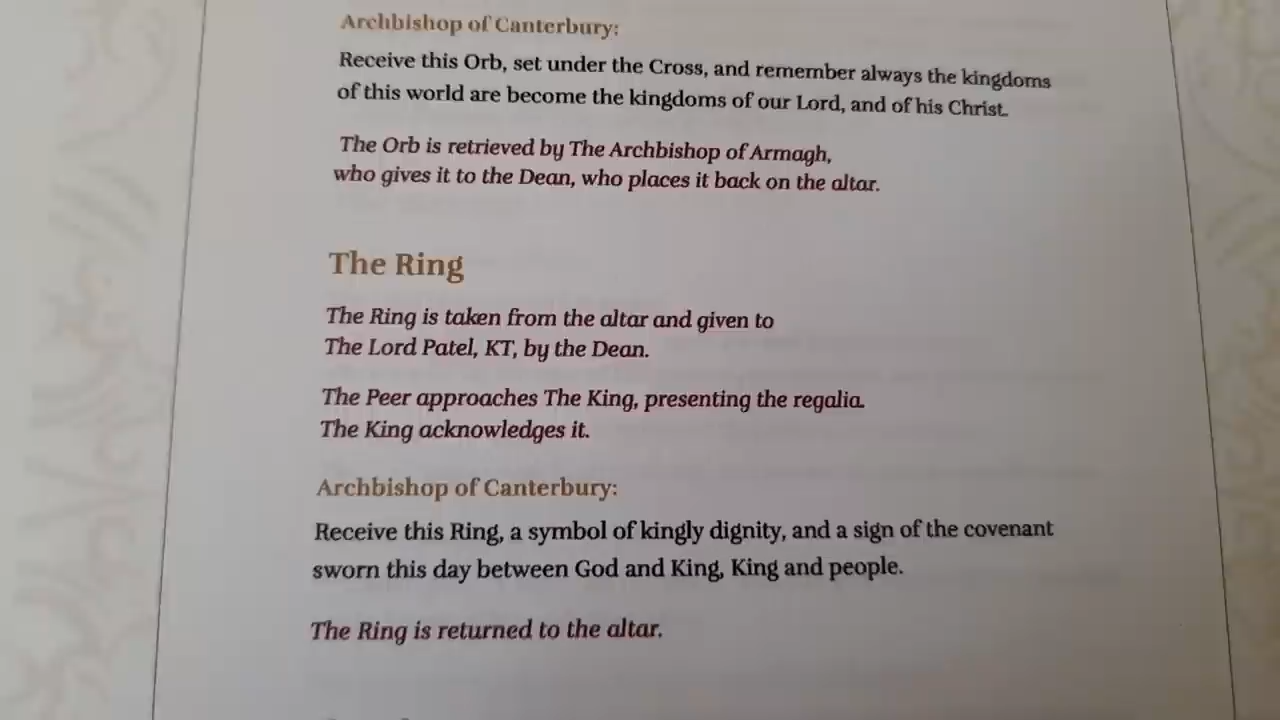 Archbishop of Canterbury:
Receive this Orb, set under the Cross, and remember always the kingdoms
of this world are become the kingdoms of our Lord, and of his Christ.
The Orb is retrieved by The Archbishop of Armagh,
who gives it to the Dean, who places it back on the altar.
The Ring
The Ring is taken from the altar and given to
The Lord Patel, KT, by the Dean.
The Peer approaches The King, presenting the regalia.
The King acknowledges it.
Archbishop of Canterbury:
Receive this Ring, a symbol of kingly dignity, and a sign of the covenant
sworn this day between God and King, King and people.
The Ring is returned to the altar.